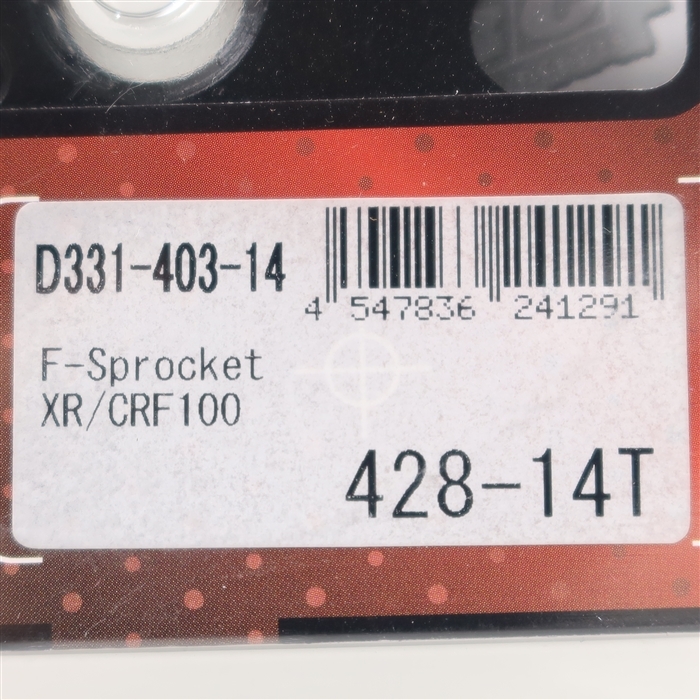 D331-403-14
4 547836 241291
F-Sprocket
XR/CRF100
428-14T